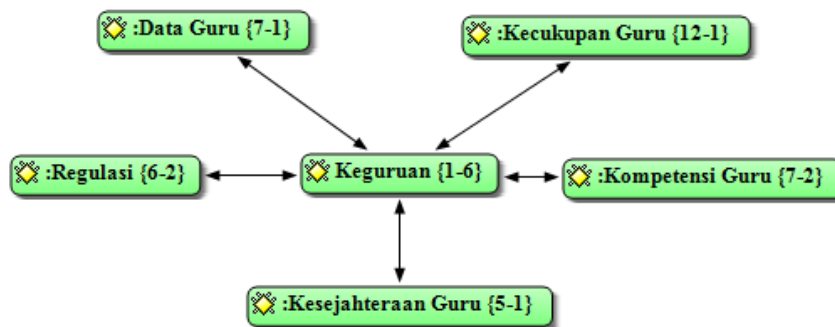 :Data Guru {7-1}
:Kecukupan Guru {12-1}
:Regulasi {6-2}
Keguruan {1-6}
:Kompetensi Guru {7-2}
:Kesejahteraan Guru {5-1}